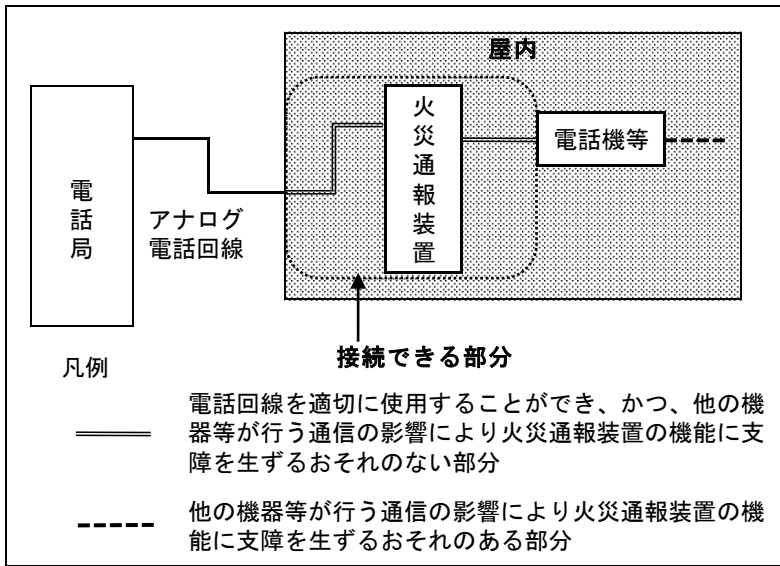 屋内
電話局
アナログ
電話回線
火災通報装置
電話機等
接続できる部分
凡例
電話回線を適切に使用することができ、かつ、他の機
器等が行う通信の影響により火災通報装置の機能に支
障を生ずるおそれのない部分
他の機器等が行う通信の影響により火災通報装置の機
能に支障を生ずるおそれのある部分